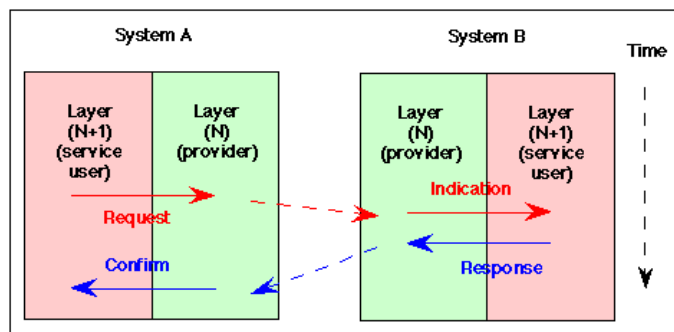 System A
System B
Time
Layer
(N+1)
(service
user)
Layer
(N)
(provider)
Layer
(N)
(provider)
Layer
(N+1)
(service
user)
Request
Indication
Confirm
Response